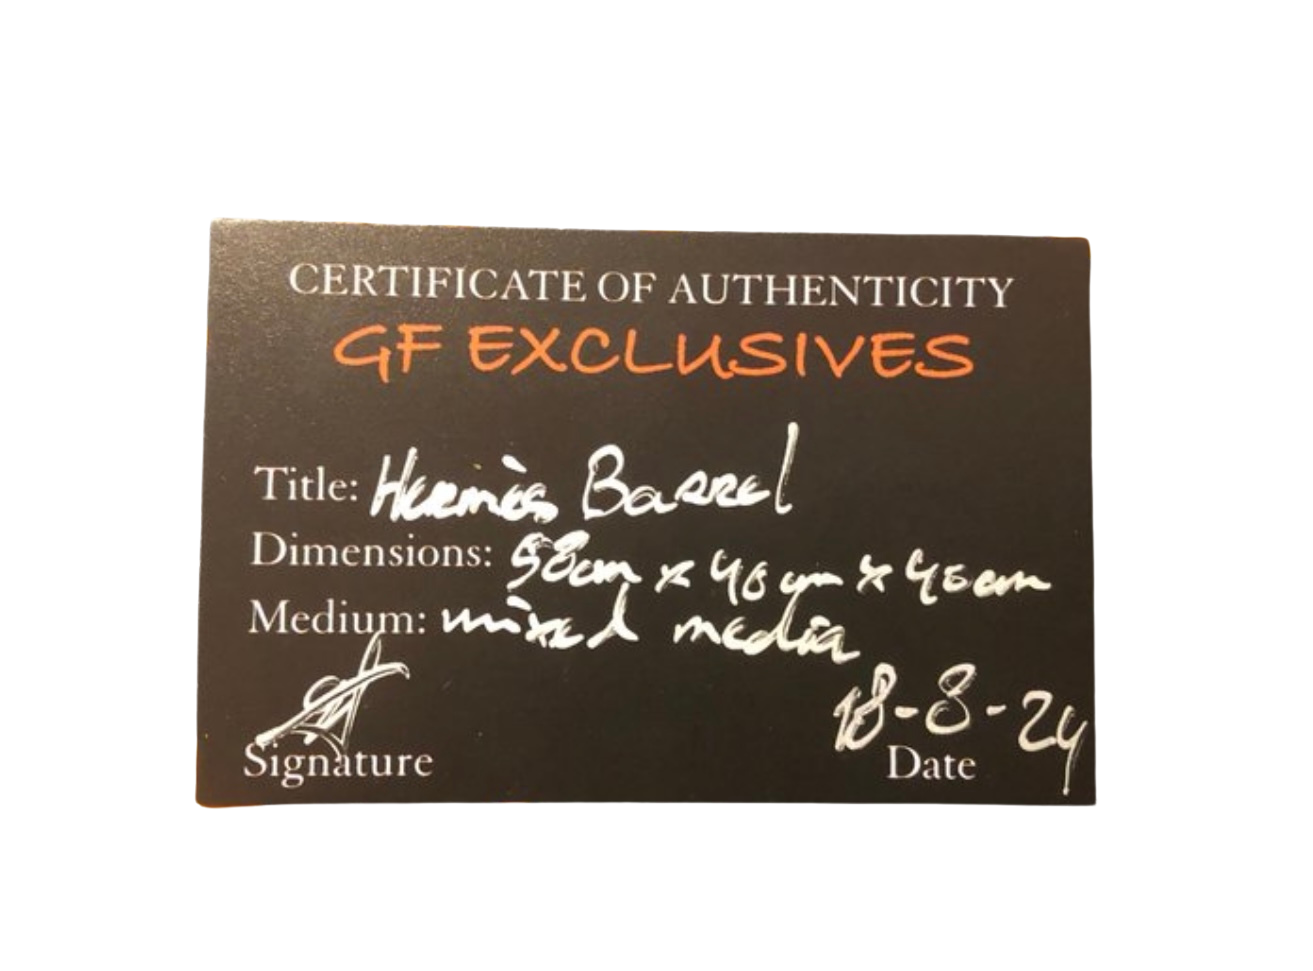 CERTIFICATE OF AUTHENTICITY
GF EXCLUSIVES
Title: Hermès Barrel
Dimensions: 58cm x 40cm x 40cm
Medium: mixed media
18-8-24
Signature Date